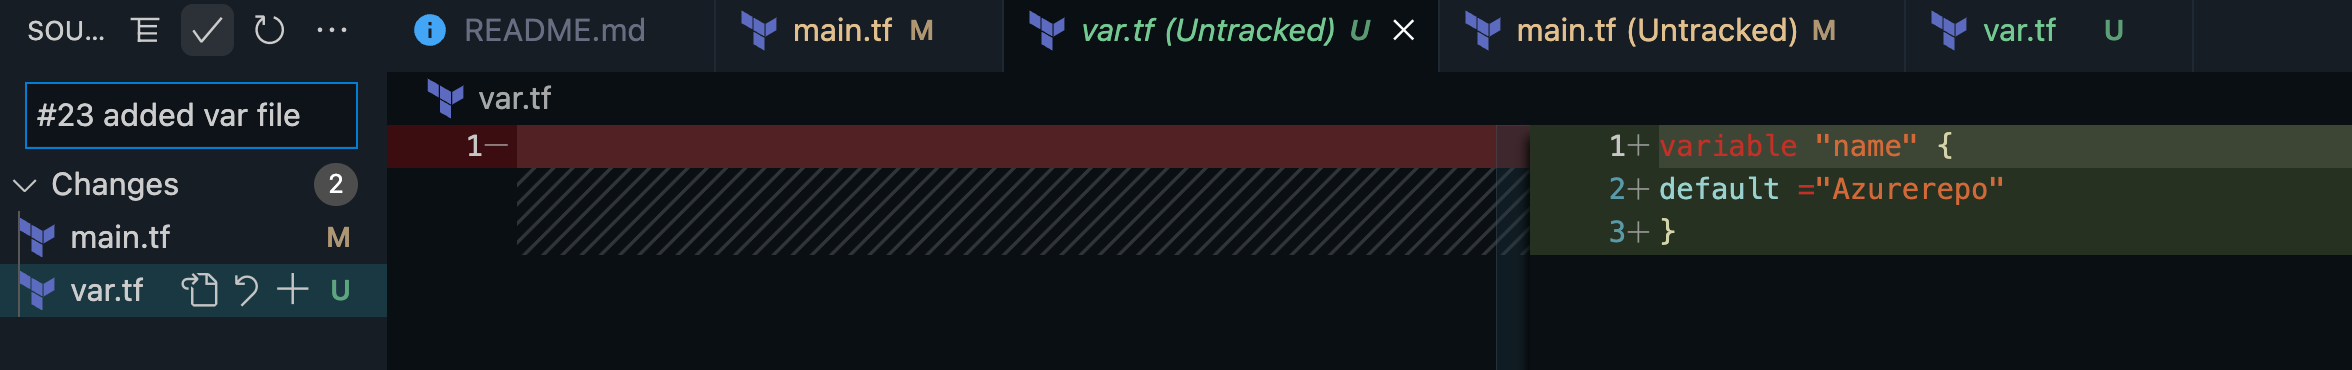 SOU...
README.md
main.tf M
var.tf (Untracked) U
main.tf (Untracked) M
var.tf U
#23 added var file
var.tf
Changes 2
main.tf M
var.tf U
1 —
1+ variable "name" {
2+ default ="Azurerepo"
3+ }